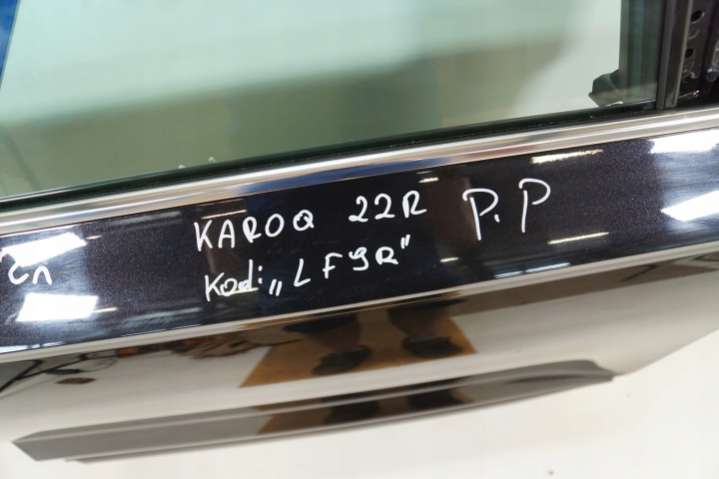 KAROQ 22R P.P
Kod: „LF9R"